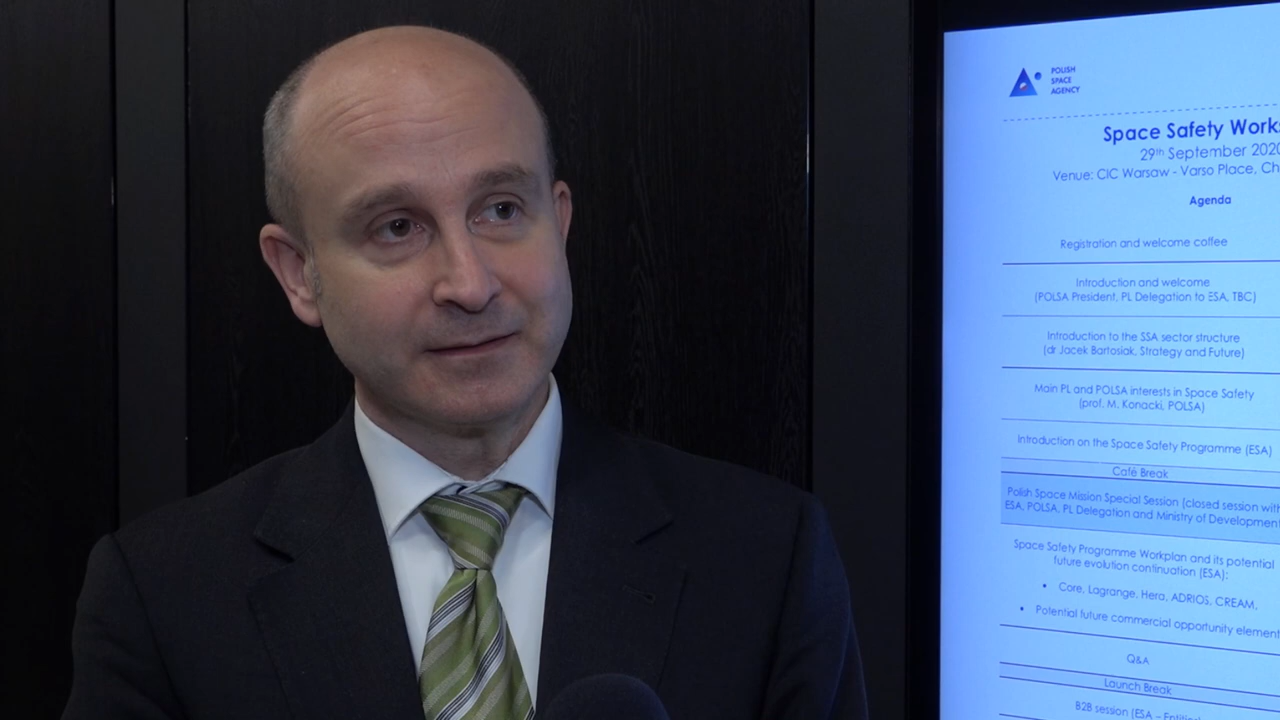 POLISH
SPACE
AGENCY
Space Safety Works
29th September 2020
Venue: CIC Warsaw - Varso Place, Ch
Agenda
Registration and welcome coffee
Introduction and welcome
(POLSA President, PL Delegation to ESA, TBC)
Introduction to the SSA sector structure
(dr Jacek Bartosiak, Strategy and Future)
Main PL and POLSA interests in Space Safety
(prof. M. Konacki, POLSA)
Introduction on the Space Safety Programme (ESA)
Café Break
Polish Space Mission Special Session (closed session with
ESA, POLSA, PL Delegation and Ministry of Development
Space Safety Programme Workplan and its potential
future evolution continuation (ESA):
• Core, Lagrange, Hera, ADRIOS, CREAM,
• Potential future commercial opportunity element
Q&A
Launch Break
B2B session (ESA – Entities